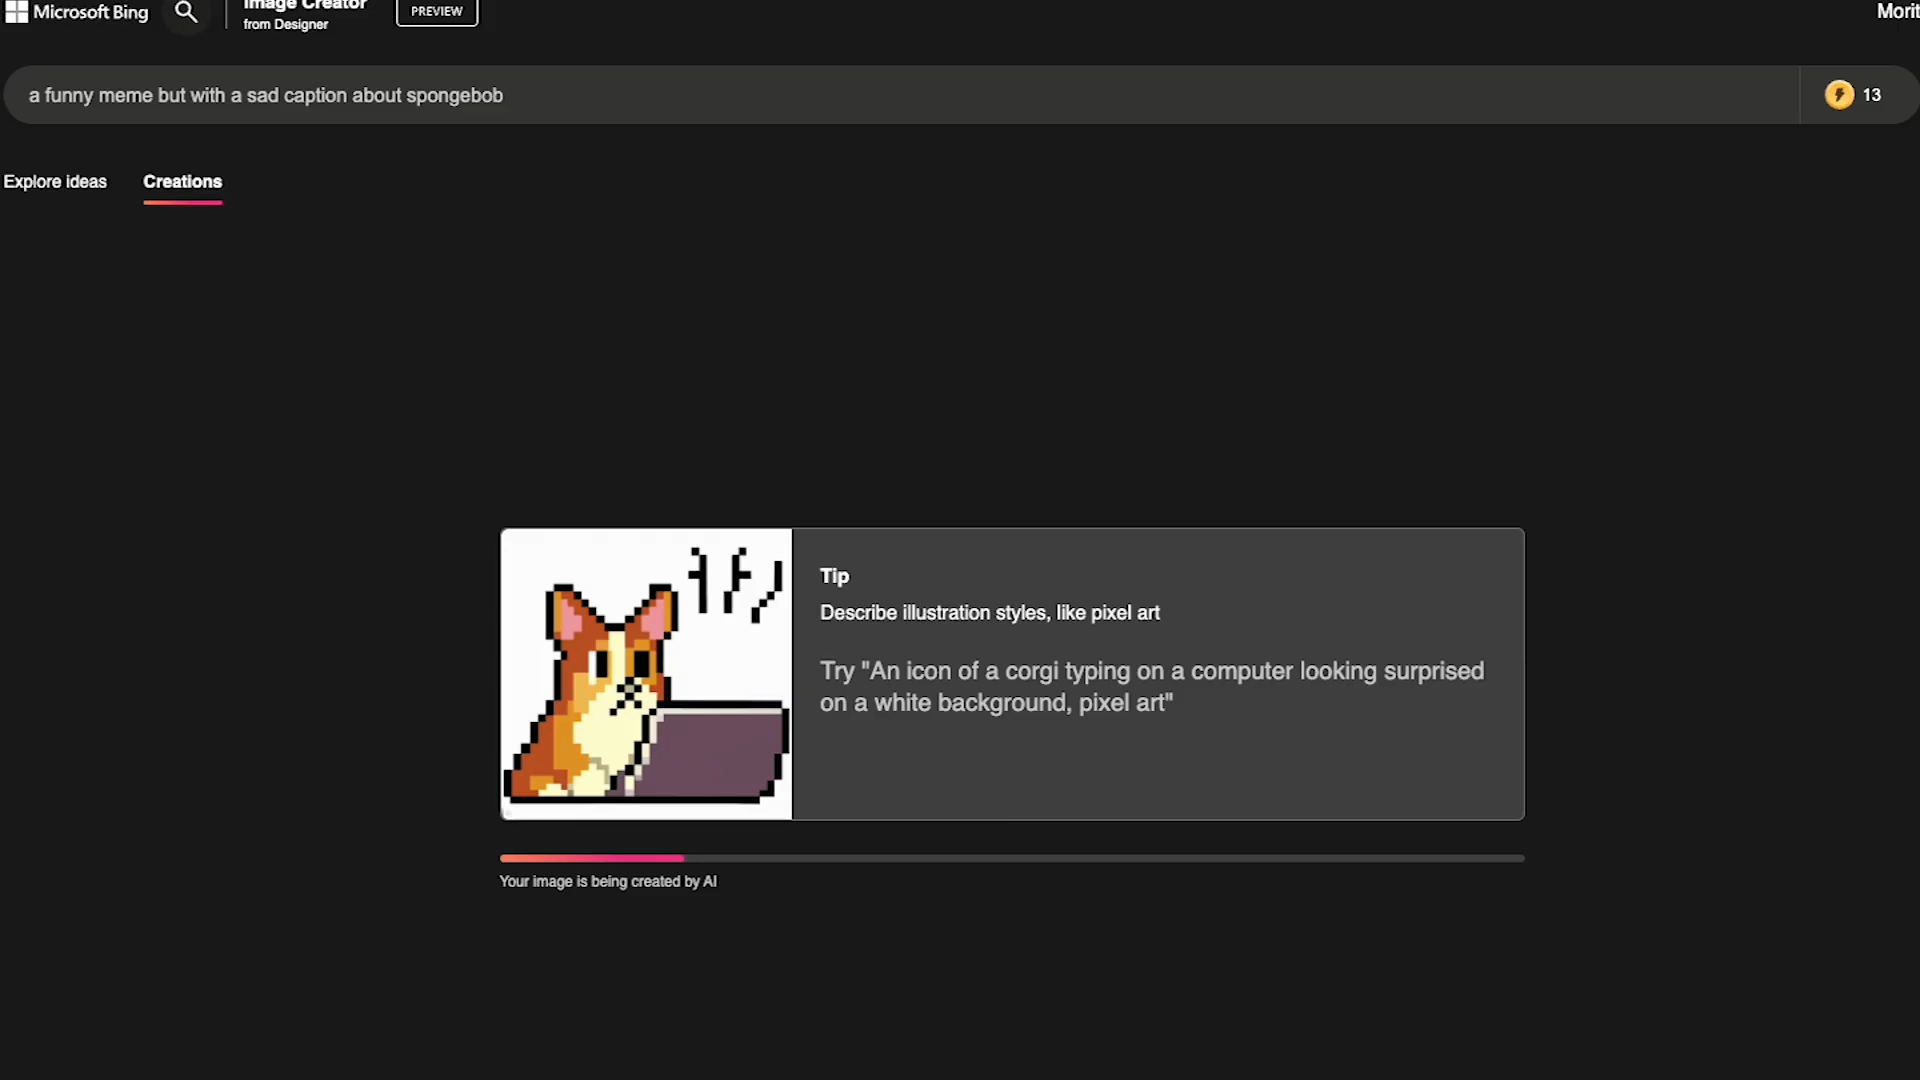 Microsoft Bing
Image Creator
from Designer
PREVIEW
Morit
a funny meme but with a sad caption about spongebob
13
Explore ideas
Creations
Tip
Describe illustration styles, like pixel art
Try "An icon of a corgi typing on a computer looking surprised
on a white background, pixel art"
Your image is being created by AI